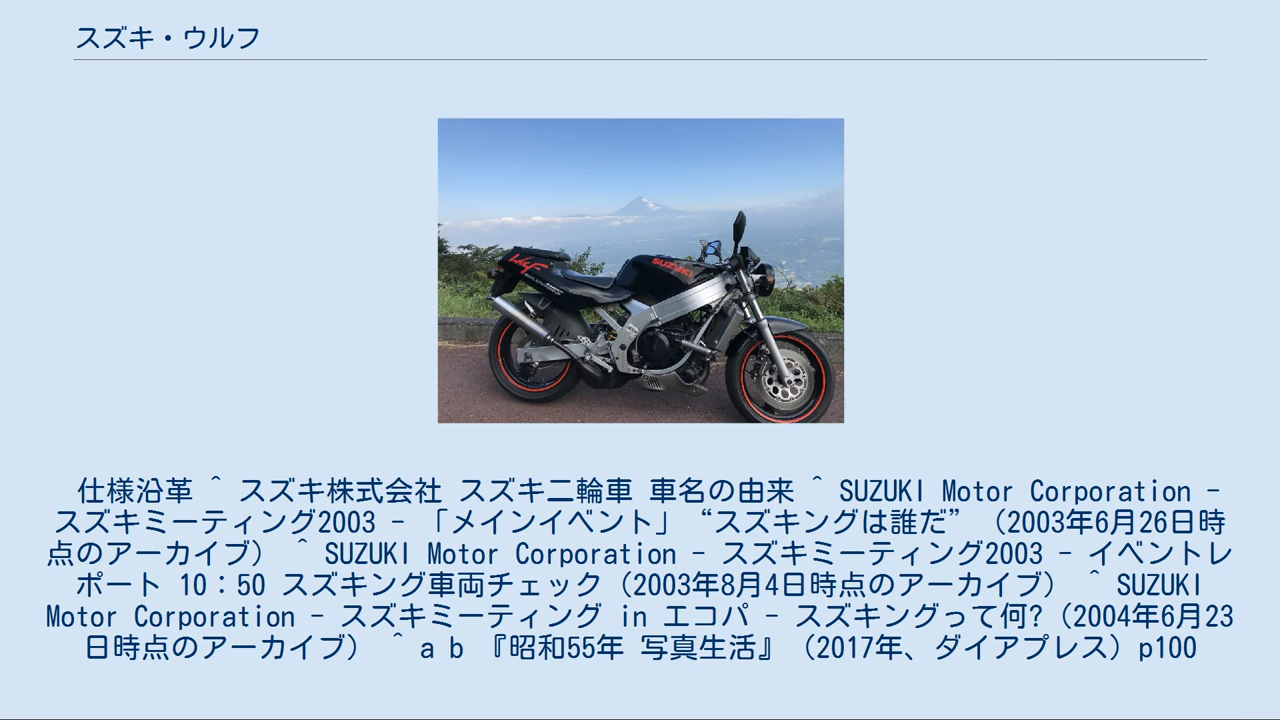 スズキ・ウルフ
Wolf
SUZUKI
仕様沿革 ^ スズキ株式会社 スズキ二輪車 車名の由来 ^ SUZUKI Motor Corporation -
スズキミーティング2003 - 「メインイベント」 “スズキングは誰だ” （2003年6月26日時
点のアーカイブ） ^ SUZUKI Motor Corporation - スズキミーティング2003 - イベントレ
ポート 10：50 スズキング車両チェック（2003年8月4日時点のアーカイブ） ^ SUZUKI
Motor Corporation - スズキミーティング in エコパ - スズキングって何?（2004年6月23
日時点のアーカイブ） ^ a b 『昭和55年 写真生活』（2017年、ダイアプレス）p100